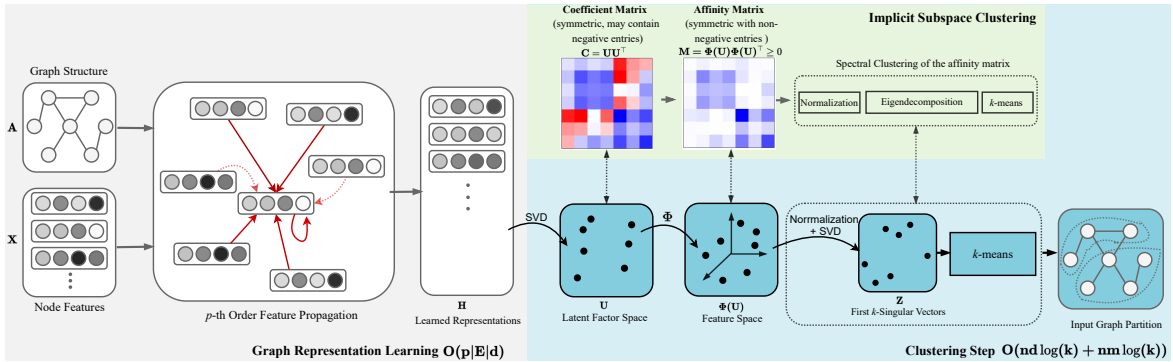 Coefficient Matrix
(symmetric, may contain
negative entries)
C = UU⊤
Affinity Matrix
(symmetric with non-
negative entries )
M = Φ(U)Φ(U)⊤ ≥ 0
Implicit Subspace Clustering
Spectral Clustering of the affinity matrix
Normalization
Eigendecomposition
k-means
Graph Structure
A
X
Node Features
p-th Order Feature Propagation
H
Learned Representations
SVD
U
Latent Factor Space
Φ
Φ(U)
Feature Space
Norrmalization
+ SVD
Z
First k-Singular Vectors
k-means
Input Graph Partition
Graph Representation Learning O(p|E|d)
Clustering Step O(nd log(k) + nm log(k))